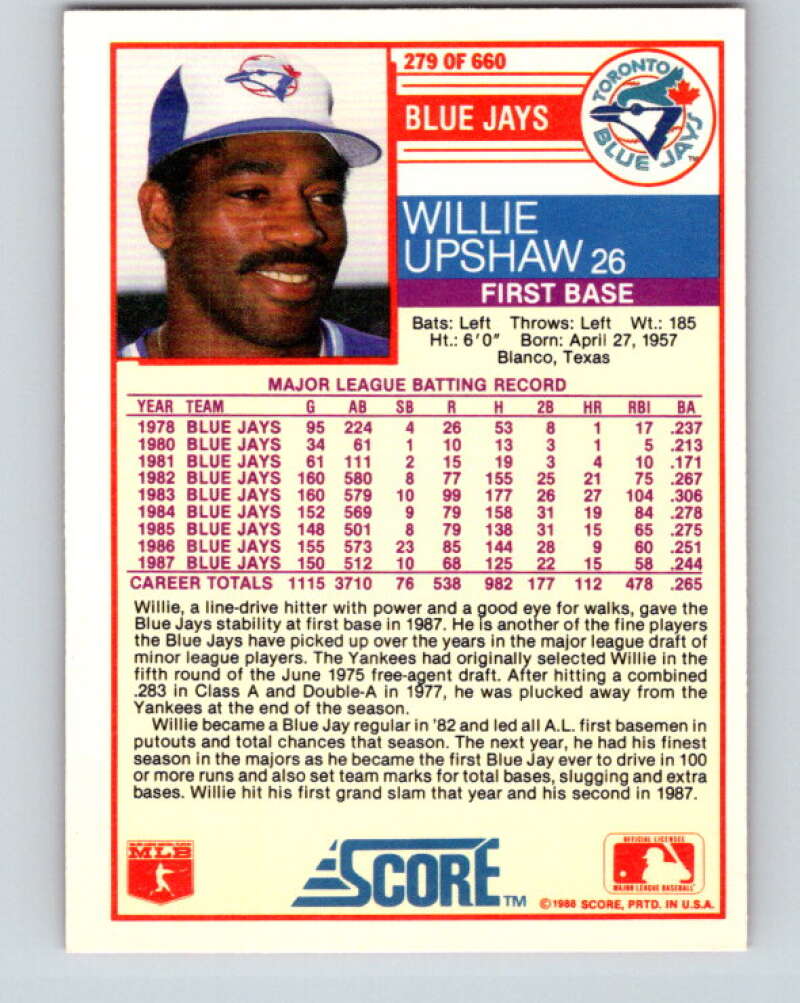 279 OF 660
BLUE JAYS
TORONTO
BLUE JAYS
TM
WILLIE
UPSHAW 26
FIRST BASE
Bats: Left Throws: Left Wt.: 185
Ht.: 6'0" Born: April 27, 1957
Blanco, Texas
MAJOR LEAGUE BATTING RECORD
YEAR TEAM G AB SB R H 2B HR RBI BA
1978 BLUE JAYS 95 224 4 26 53 8 1 17 .237
1980 BLUE JAYS 34 61 1 10 13 3 1 5 .213
1981 BLUE JAYS 61 111 2 15 19 3 4 10 .171
1982 BLUE JAYS 160 580 8 77 155 25 21 75 .267
1983 BLUE JAYS 160 579 10 99 177 26 27 104 .306
1984 BLUE JAYS 152 569 9 79 158 31 19 84 .278
1985 BLUE JAYS 148 501 8 79 138 31 15 65 .275
1986 BLUE JAYS 155 573 23 85 144 28 9 60 .251
1987 BLUE JAYS 150 512 10 68 125 22 15 58 .244
CAREER TOTALS 1115 3710 76 538 982 177 112 478 .265
Willie, a line-drive hitter with power and a good eye for walks, gave the
Blue Jays stability at first base in 1987. He is another of the fine players
the Blue Jays have picked up over the years in the major league draft of
minor league players. The Yankees had originally selected Willie in the
fifth round of the June 1975 free-agent draft. After hitting a combined
.283 in Class A and Double-A in 1977, he was plucked away from the
Yankees at the end of the season.
Willie became a Blue Jay regular in '82 and led all A.L. first basemen in
putouts and total chances that season. The next year, he had his finest
season in the majors as he became the first Blue Jay ever to drive in 100
or more runs and also set team marks for total bases, slugging and extra
bases. Willie hit his first grand slam that year and his second in 1987.
MLB
SCORE TM
OFFICIAL LICENSEE
MAJOR LEAGUE BASEBALL
©1988 SCORE, PRTD. IN U.S.A.